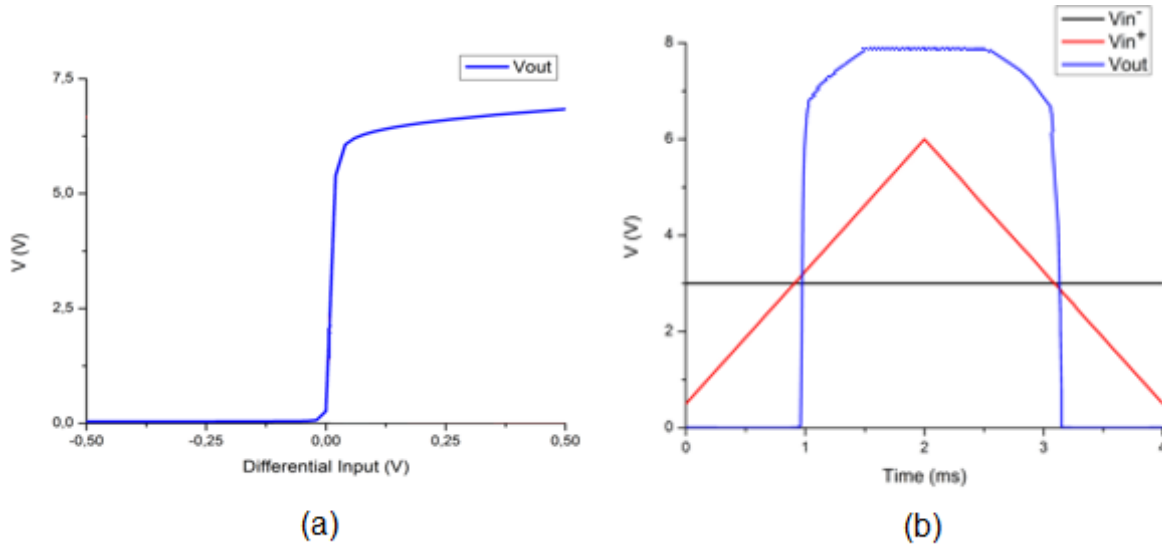 Vout
7,5
5,0
2,5
0,0
V (V)
-0,50
-0,25
0,00
0,25
0,50
Differential Input (V)
(a)
Vin-
Vin+
Vout
8
6
4
2
0
V (V)
0
1
2
3
4
Time (ms)
(b)